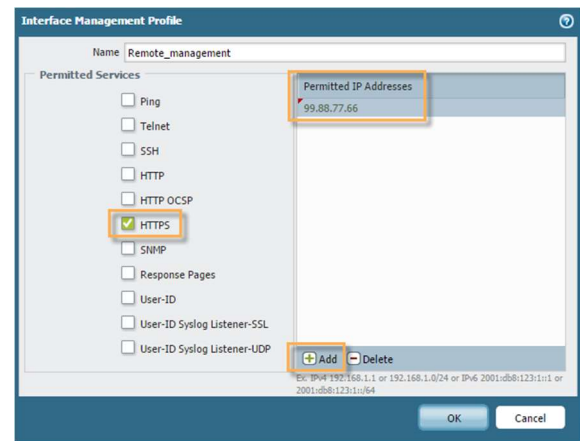 Interface Management Profile
Name Remote_management
Permitted Services
Ping
Telnet
SSH
HTTP
HTTP OCSP
HTTPS
SNMP
Response Pages
User-ID
User-ID Syslog Listener-SSL
User-ID Syslog Listener-UDP
Permitted IP Addresses
99.88.77.66
Add Delete
Ex. IPv4 192.168.1.1 or 192.168.1.0/24 or IPv6 2001:db8:123:1::1 or
2001:db8:123:1::/64
OK Cancel